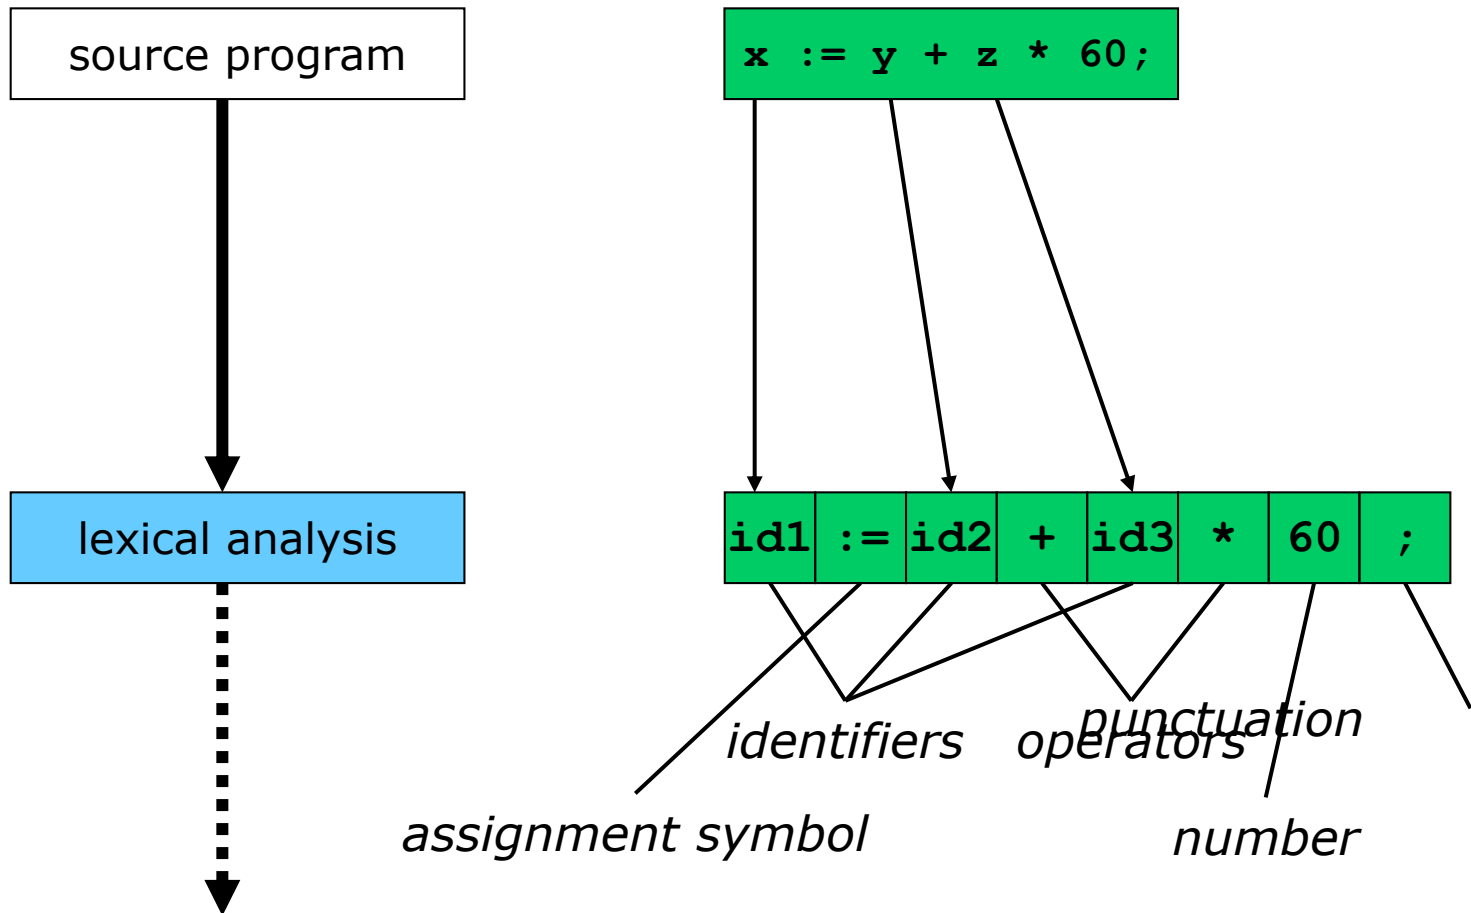 source program
x := y + z * 60;
lexical analysis
id1 := id2 + id3 * 60 ;
identifiers
operators
punctuation
assignment symbol
number